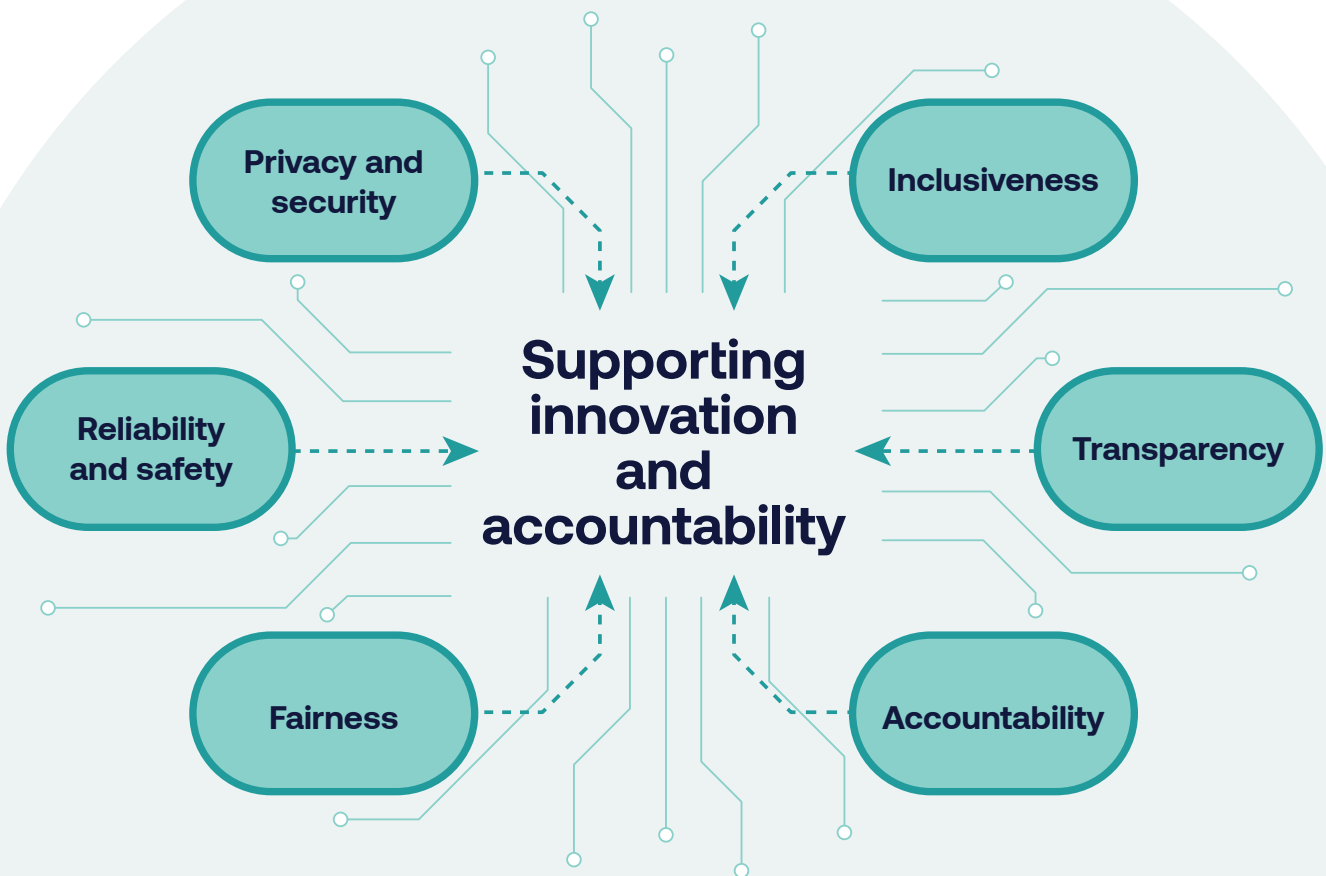 Privacy and
security
Inclusiveness
Supporting
innovation
and
accountability
Reliability
and safety
Transparency
Fairness
Accountability